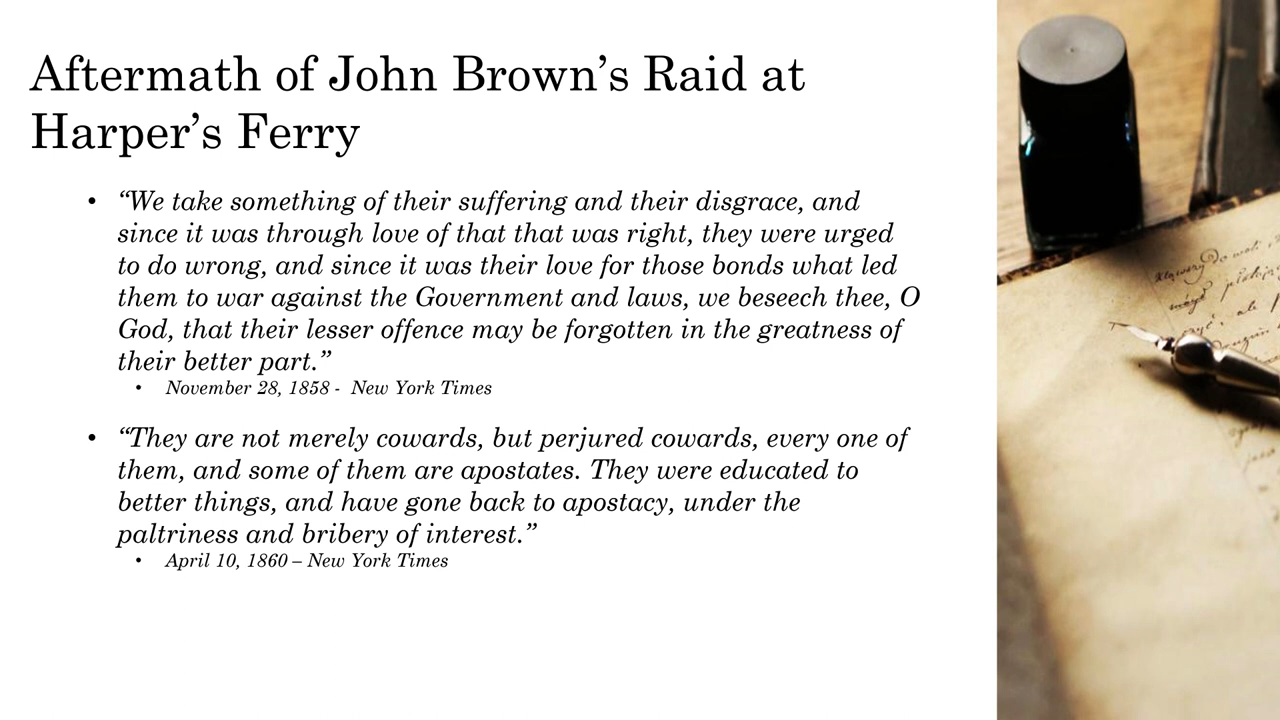 Aftermath of John Brown’s Raid at
Harper’s Ferry
• “We take something of their suffering and their disgrace, and
since it was through love of that that was right, they were urged
to do wrong, and since it was their love for those bonds what led
them to war against the Government and laws, we beseech thee, O
God, that their lesser offence may be forgotten in the greatness of
their better part.”
• November 28, 1858 - New York Times
• “They are not merely cowards, but perjured cowards, every one of
them, and some of them are apostates. They were educated to
better things, and have gone back to apostacy, under the
paltriness and bribery of interest.”
• April 10, 1860 – New York Times